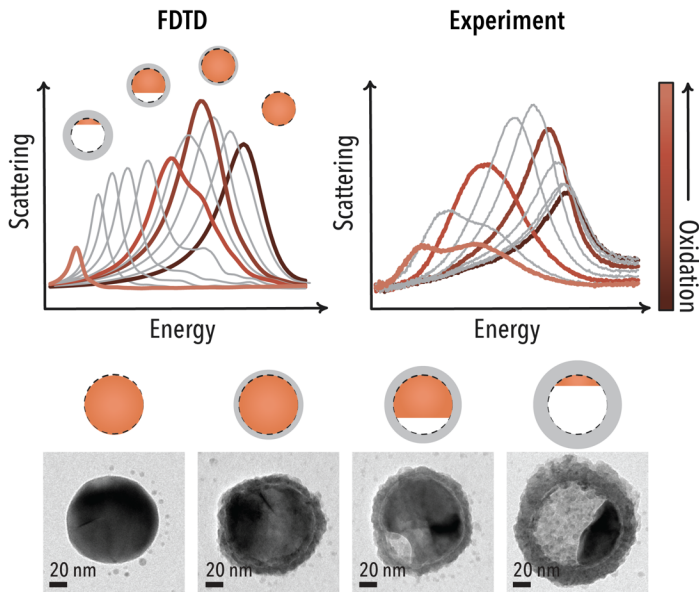 FDTD
Experiment
Scattering
Energy
Scattering
Energy
Oxidation
20 nm
20 nm
20 nm
20 nm